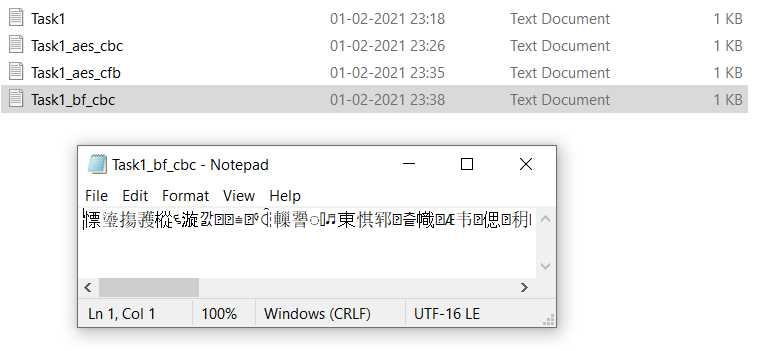 Task1 01-02-2021 23:18 Text Document 1 KB
Task1_aes_cbc 01-02-2021 23:26 Text Document 1 KB
Task1_aes_cfb 01-02-2021 23:35 Text Document 1 KB
Task1_bf_cbc 01-02-2021 23:38 Text Document 1 KB
Task1_bf_cbc - Notepad
File Edit Format View Help
Ln 1, Col 1 100% Windows (CRLF) UTF-16 LE